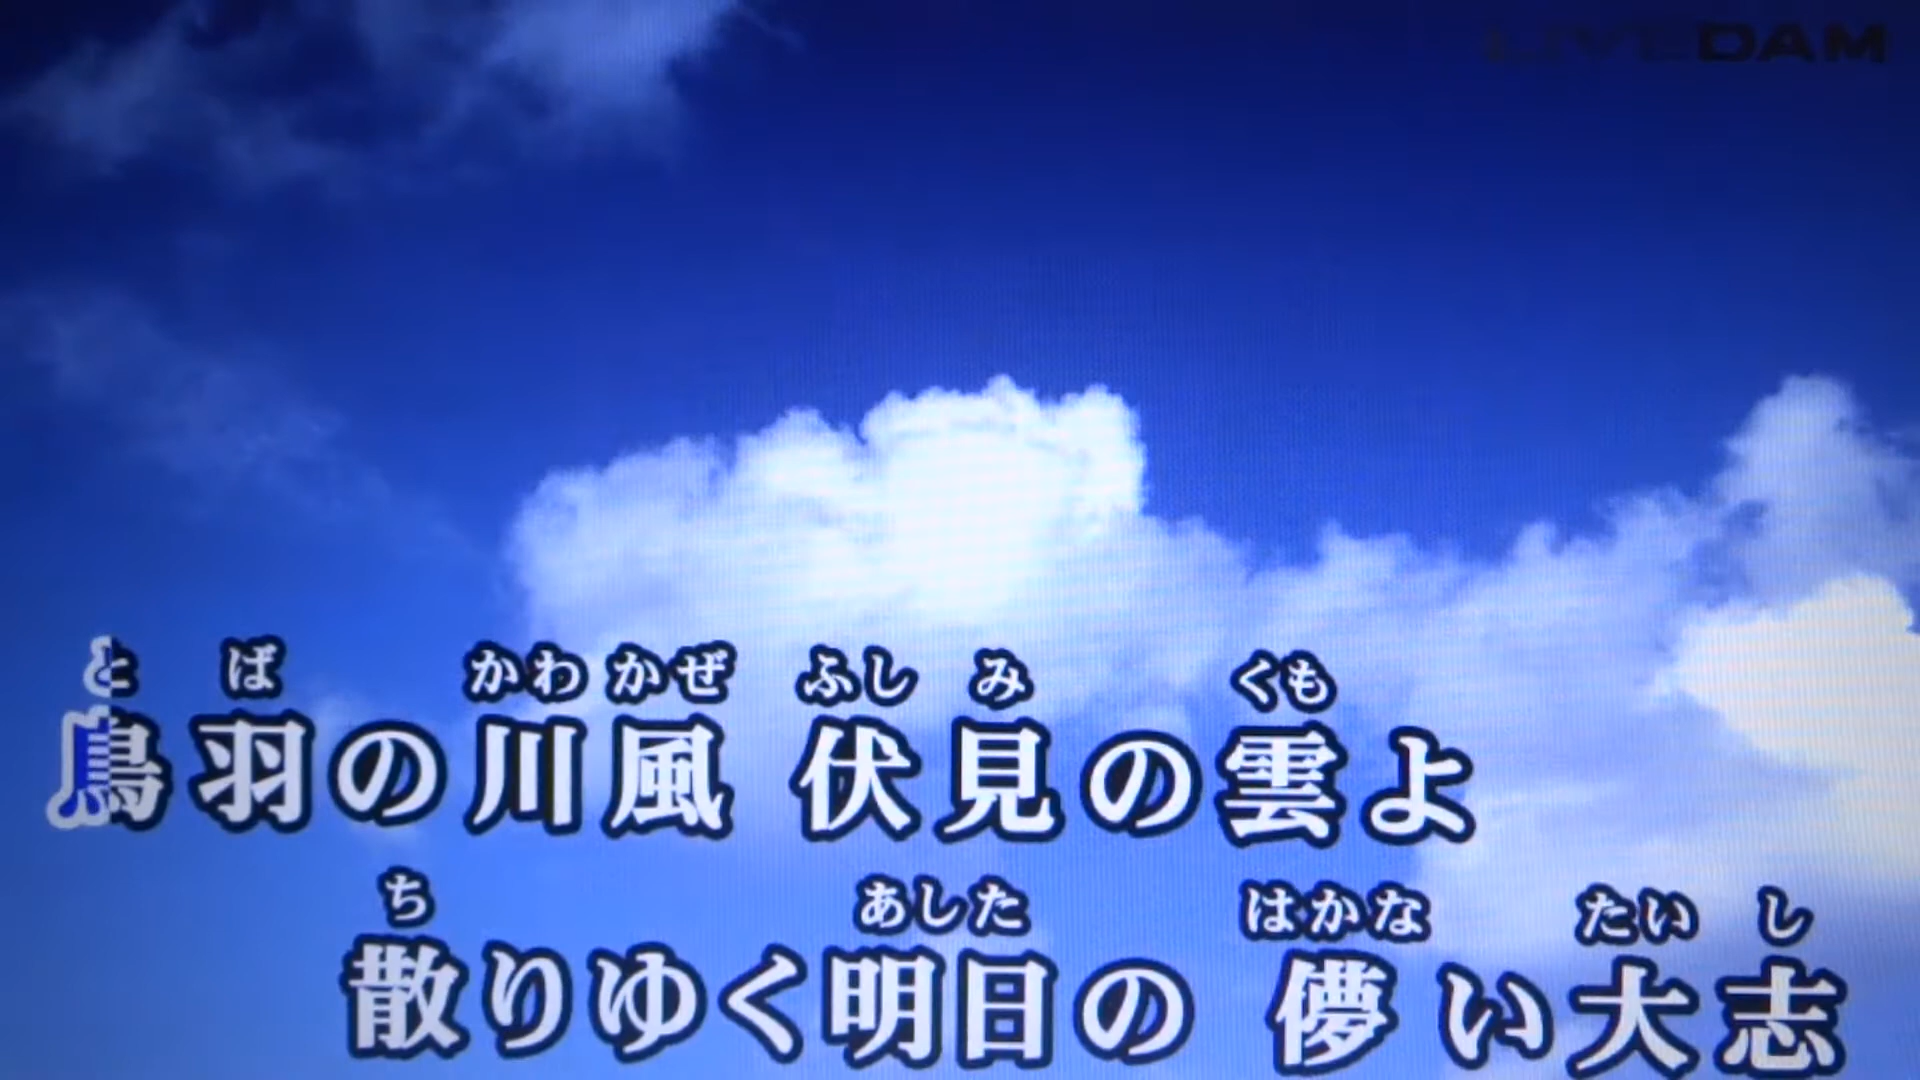 LIVE DAM
とば かわかぜ ふしみ くも
鳥羽の川風 伏見の雲よ
ち あした はかな たいし
散りゆく明日の 儚い大志